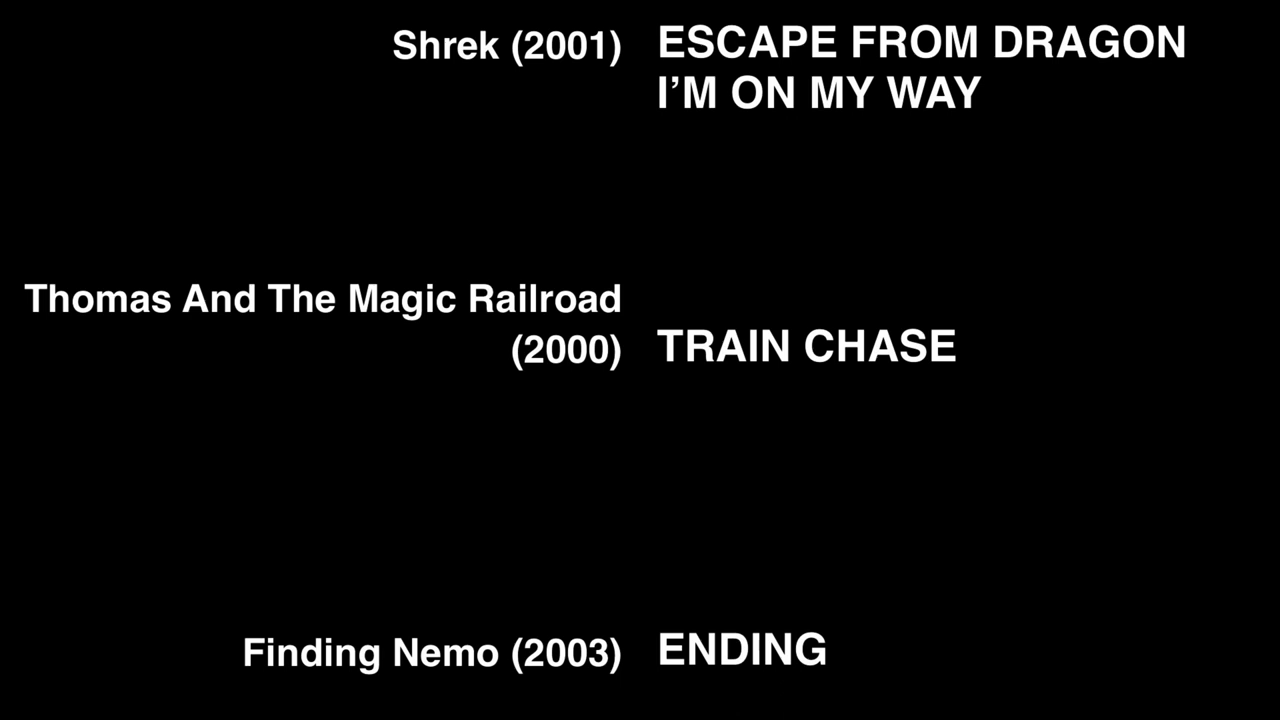 Shrek (2001) ESCAPE FROM DRAGON
I’M ON MY WAY
Thomas And The Magic Railroad
(2000) TRAIN CHASE
Finding Nemo (2003) ENDING